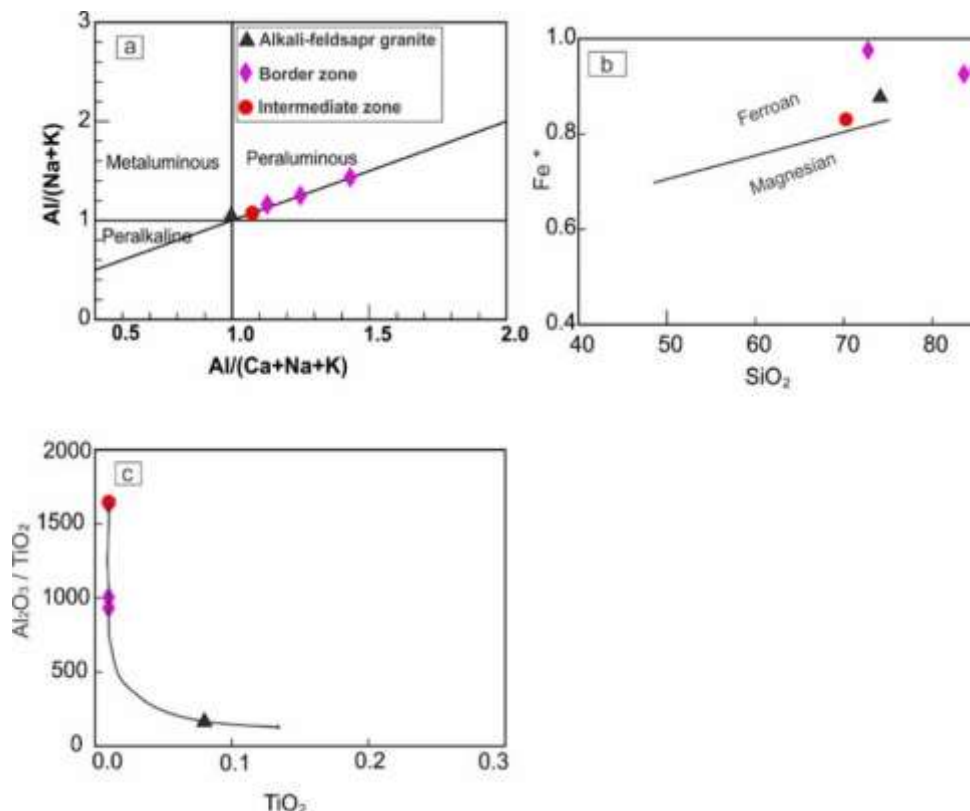 a
▲ Alkali-feldsapr granite
◆ Border zone
● Intermediate zone
Metaluminous
Peraluminous
Peralkaline
Al/(Na+K)
3
2
1
0
0.5 1.0 1.5 2.0
Al/(Ca+Na+K)
b
Ferroan
Magnesian
Fe*
1.0
0.8
0.6
0.4
40 50 60 70 80
SiO₂
c
Al₂O₃ / TiO₂
2000
1500
1000
500
0
0.0 0.1 0.2 0.3
TiO₂